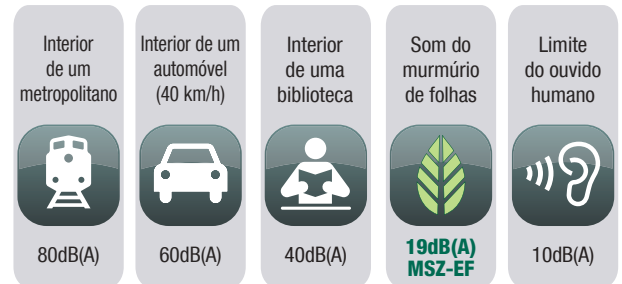 Interior
de um
metropolitano
80dB(A)
Interior de um
automóvel
(40 km/h)
60dB(A)
Interior
de uma
biblioteca
40dB(A)
Som do
murmúrio
de folhas
19dB(A)
MSZ-EF
Limite
do ouvido
humano
10dB(A)